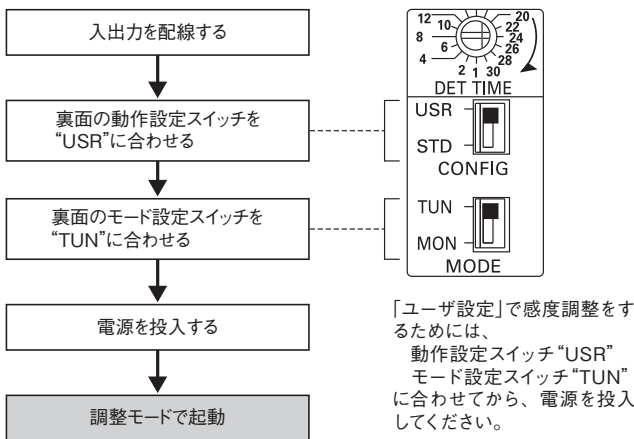 入出力を配線する
裏面の動作設定スイッチを
“USR”に合わせる
裏面のモード設定スイッチを
“TUN”に合わせる
電源を投入する
調整モードで起動
12
10
8
6
4
2
1
30
28
26
24
22
20
DET TIME
USR
STD
CONFIG
TUN
MON
MODE
「ユーザ設定」で感度調整をす
るためには、
動作設定スイッチ“USR”
モード設定スイッチ“TUN”
に合わせてから、電源を投入
してください。